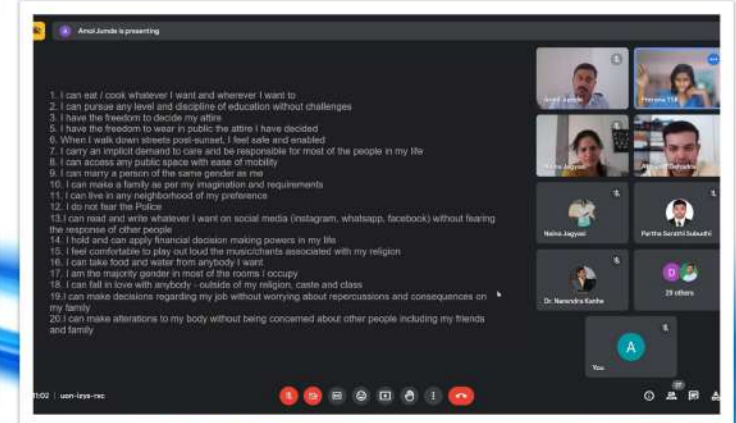 Amol Jumde is presenting
1. I can eat / cook whatever I want and wherever I want to
2. I can pursue any level and discipline of education without challenges
3. I have the freedom to decide my attire
5. I have the freedom to wear in public the attire I have decided
6. When I walk down streets post-sunset, I feel safe and enabled
7. I carry an implicit demand to care and be responsible for most of the people in my life
8. I can access any public space with ease of mobility
9. I can marry a person of the same gender as me
10. I can make a family as per my imagination and requirements
11. I can live in any neighborhood of my preference
12. I do not fear the Police
13.I can read and write whatever I want on social media (instagram, whatsapp, facebook) without fearing
the response of other people
14. I hold and can apply financial decision making powers in my life
15. I feel comfortable to play out loud the music/chants associated with my religion
16. I can take food and water from anybody I want
17. I am the majority gender in most of the rooms I occupy
18. I can fall in love with anybody - outside of my religion, caste and class
19.I can make decisions regarding my job without worrying about repercussions and consequences on
my family
20.I can make alterations to my body without being concerned about other people including my friends
and family
Amol Jumde
Prerana
Naina Jagyasi
Naina Jagyasi
Partha Sarathi Subudhi
Dr. Narendra Kanhe
D
29 others
A
You
11:02 | uon-izys-rxc